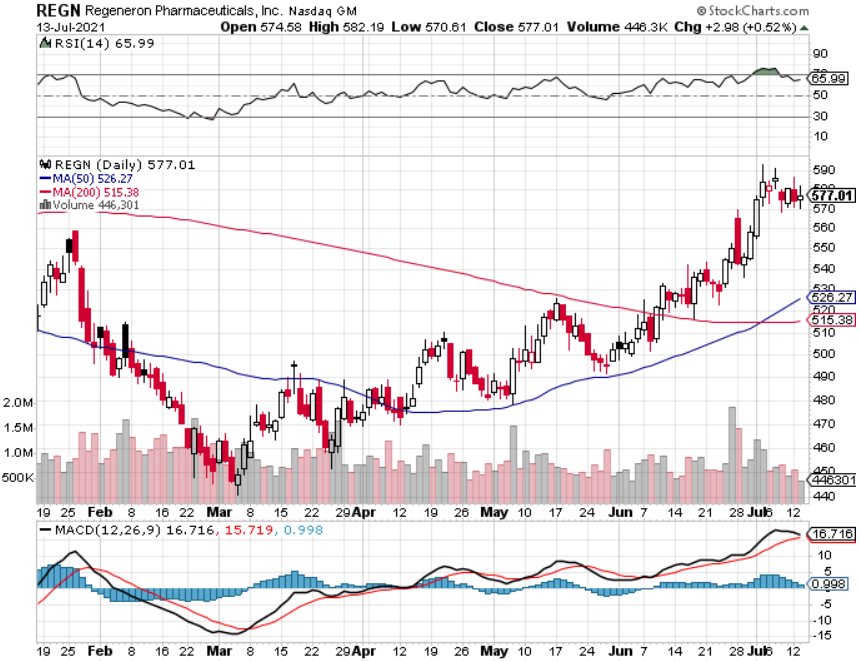 REGN Regeneron Pharmaceuticals, Inc. Nasdaq GM © StockCharts.com
13-Jul-2021 Open 574.58 High 582.19 Low 570.61 Close 577.01 Volume 446.3K Chg +2.98 (+0.52%)
RSI(14) 65.99
90
65.99
50
30
10
REGN (Daily) 577.01
MA(50) 526.27
MA(200) 515.38
Volume 446,301
590
577.01
570
560
550
540
530
526.27
520
515.38
510
500
490
480
470
460
450
440
2.0M
1.5M
1.0M
500K
446301
19 25 Feb 8 16 22 Mar 8 15 22 29 Apr 12 19 26 May 10 17 24 Jun 7 14 21 28 Jul 6 12
MACD(12,26,9) 16.716, 15.719, 0.998
16.716
10
5
0.998
-5
-10
-15
19 25 Feb 8 16 22 Mar 8 15 22 29 Apr 12 19 26 May 10 17 24 Jun 7 14 21 28 Jul 6 12